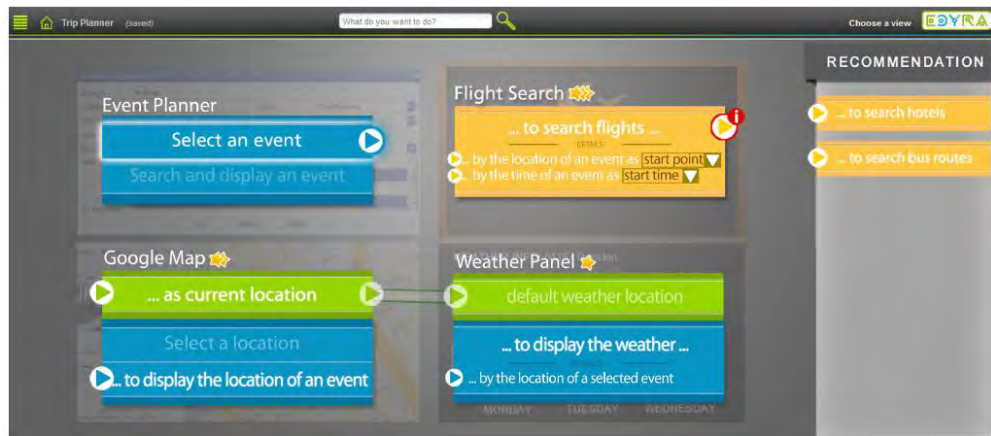 Trip Planner (saved)
What do you want to do?
Choose a view
EDYRA
RECOMMENDATION
... to search hotels
... to search bus routes
Event Planner
Select an event
Search and display an event
Flight Search
... to search flights ...
DETAILS
... by the location of an event as start point
... by the time of an event as start time
Google Map
... as current location
Select a location
... to display the location of an event
Weather Panel
default weather location
... to display the weather ...
... by the location of a selected event
MONDAY TUESDAY WEDNESDAY